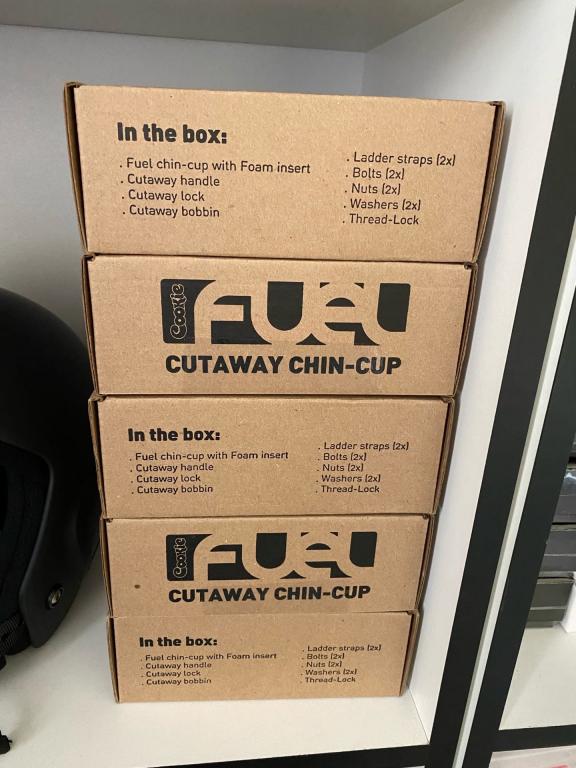 In the box:
. Fuel chin-cup with Foam insert
. Cutaway handle
. Cutaway lock
. Cutaway bobbin
. Ladder straps (2x)
. Bolts (2x)
. Nuts (2x)
. Washers (2x)
. Thread-Lock
Cookie
FUEL
CUTAWAY CHIN-CUP
In the box:
. Fuel chin-cup with Foam insert
. Cutaway handle
. Cutaway lock
. Cutaway bobbin
. Ladder straps (2x)
. Bolts (2x)
. Nuts (2x)
. Washers (2x)
. Thread-Lock
Cookie
FUEL
CUTAWAY CHIN-CUP
In the box:
. Fuel chin-cup with Foam insert
. Cutaway handle
. Cutaway lock
. Cutaway bobbin
. Ladder straps (2x)
. Bolts (2x)
. Nuts (2x)
. Washers (2x)
. Thread-Lock